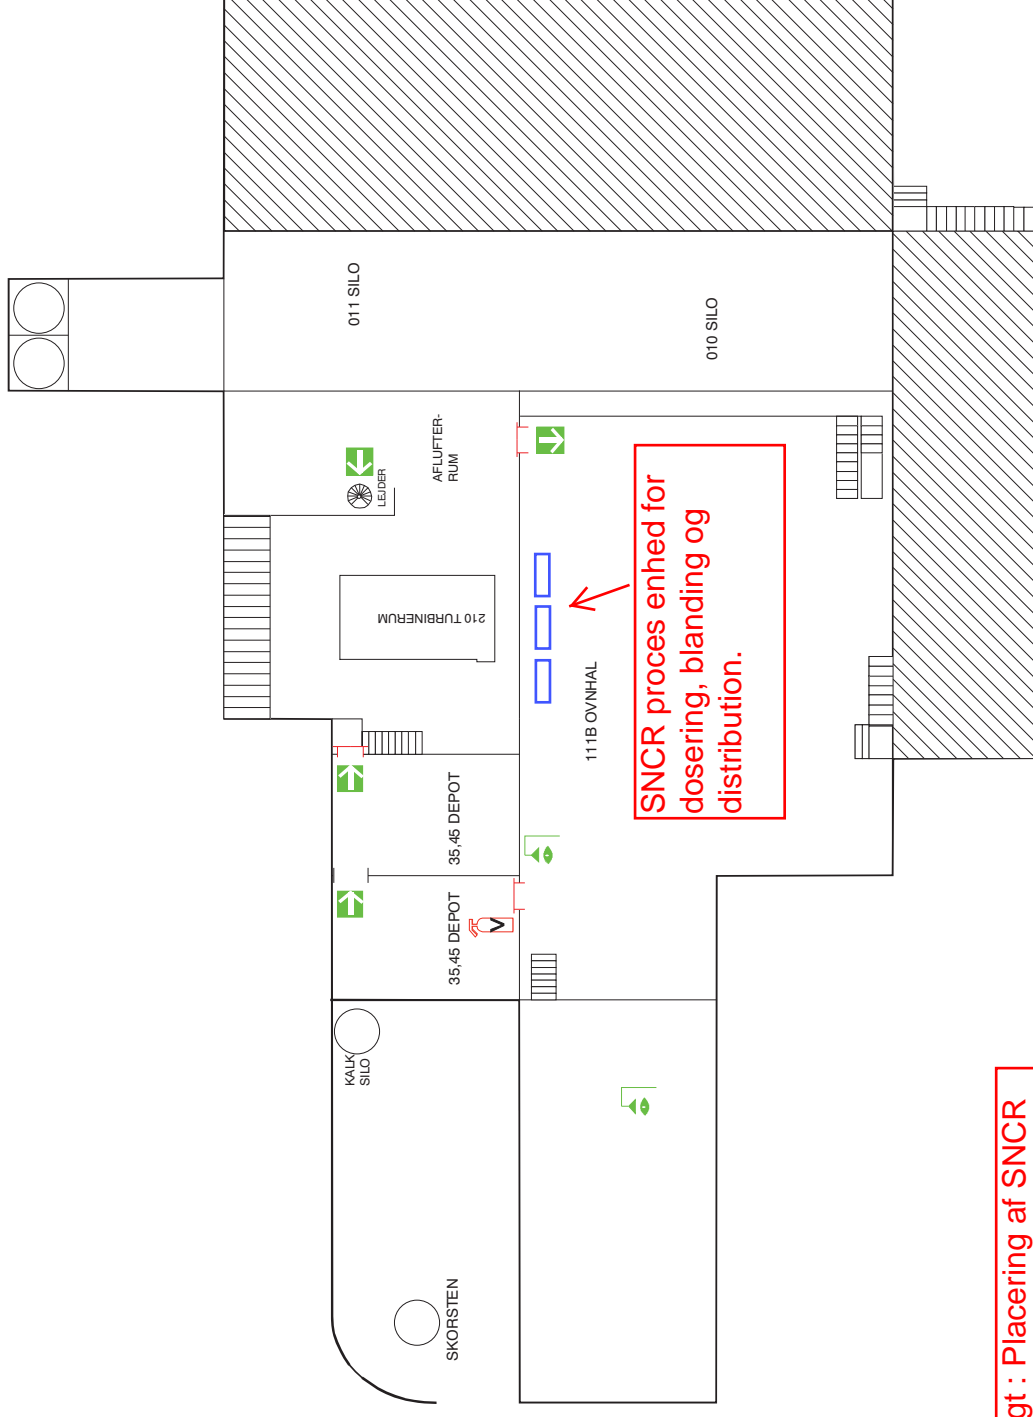 011 SILO
010 SILO
AFLUFTER-
RUM
LEJDER
210 TURBINERUM
SNCR proces enhed for
dosering, blanding og
distribution.
111B OVNHAL
35,45 DEPOT
35,45 DEPOT
V
KALK
SILO
SKORSTEN
gt : Placering af SNCR